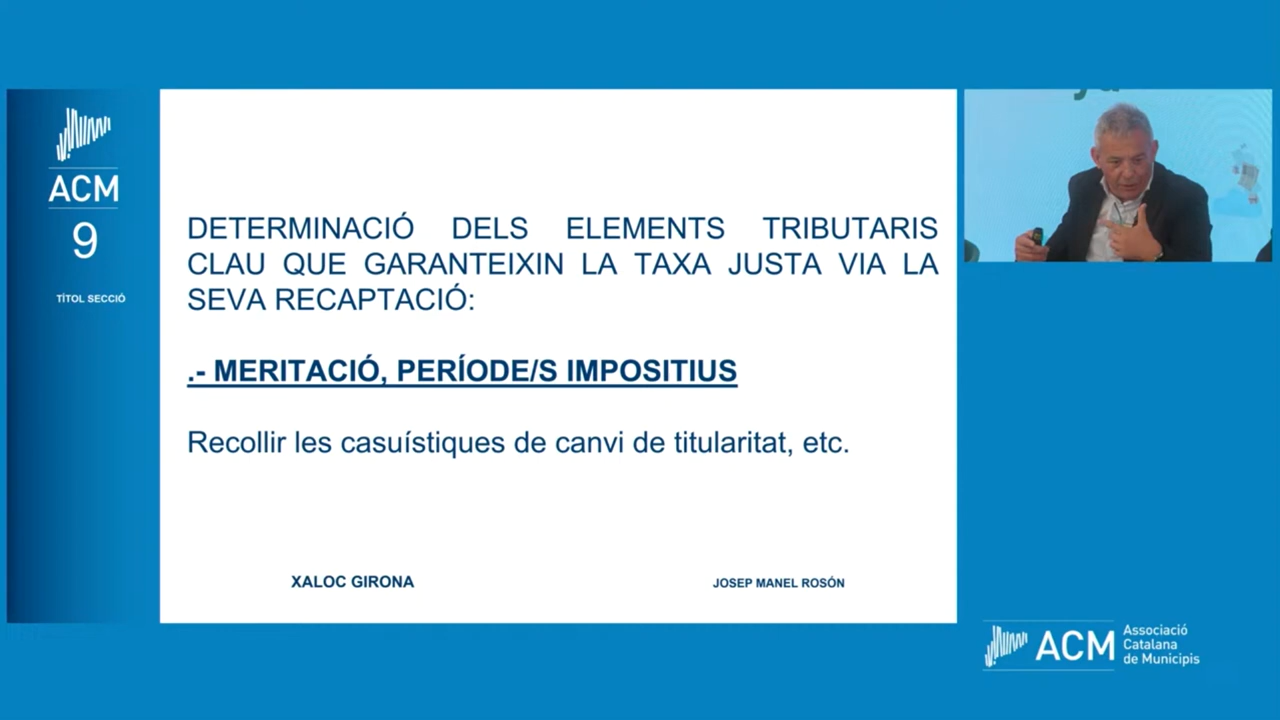 ACM
9
TÍTOL SECCIÓ
DETERMINACIÓ DELS ELEMENTS TRIBUTARIS
CLAU QUE GARANTEIXIN LA TAXA JUSTA VIA LA
SEVA RECAPTACIÓ:
.- MERITACIÓ, PERÍODE/S IMPOSITIUS
Recollir les casuístiques de canvi de titularitat, etc.
XALOC GIRONA
JOSEP MANEL ROSÓN
ACM
Associació
Catalana
de Municipis